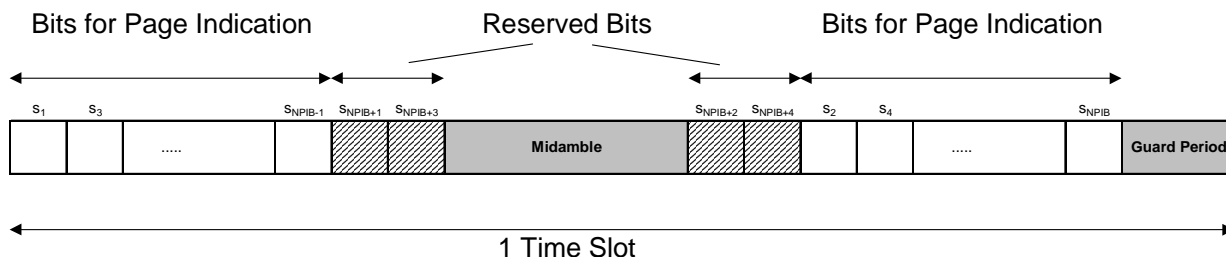 Bits for Page Indication Reserved Bits Bits for Page Indication
s1 s3 sNPIB-1 sNPIB+1 sNPIB+3 sNPIB+2 sNPIB+4 s2 s4 sNPIB
..... Midamble ..... Guard Period
1 Time Slot